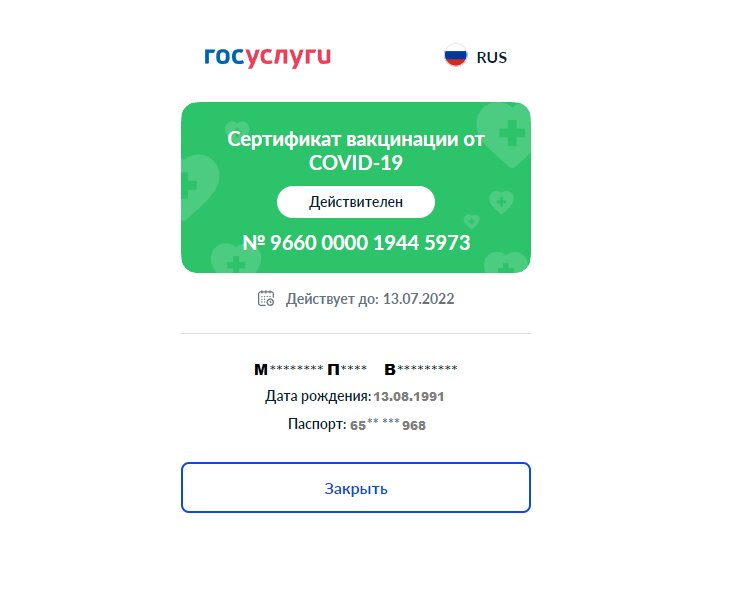 госуслуги RUS
Сертификат вакцинации от
COVID-19
Действителен
№ 9660 0000 1944 5973
Действует до: 13.07.2022
М******** П**** В*********
Дата рождения: 13.08.1991
Паспорт: 65** ***968
Закрыть